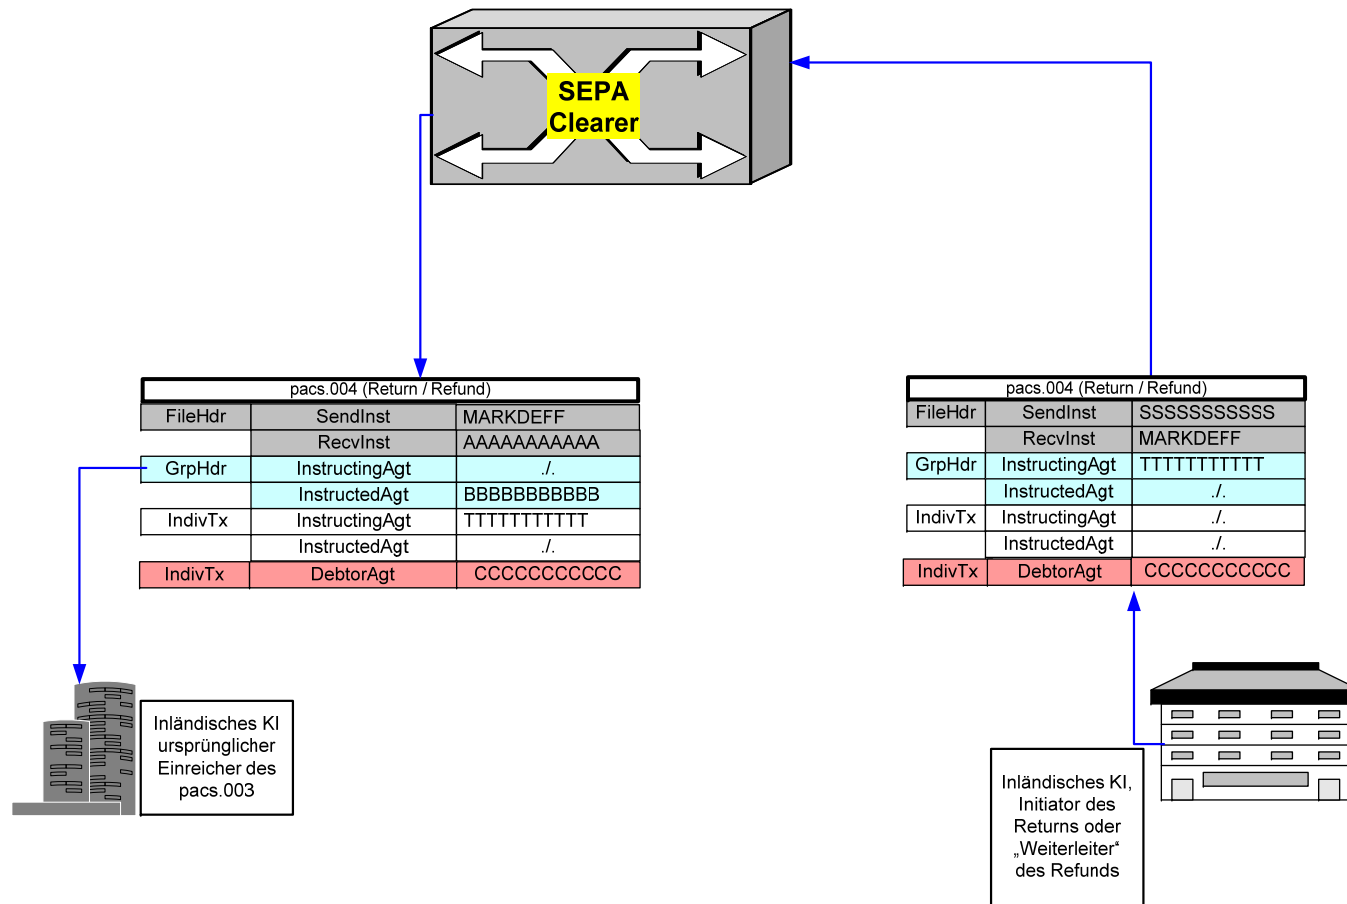 SEPA
Clearer
pacs.004 (Return / Refund)
FileHdr SendInst MARKDEFF
RecvInst AAAAAAAAAAA
GrpHdr InstructingAgt ./.
InstructedAgt BBBBBBBBBBB
IndivTx InstructingAgt TTTTTTTTTTT
InstructedAgt ./.
IndivTx DebtorAgt CCCCCCCCCCC
pacs.004 (Return / Refund)
FileHdr SendInst SSSSSSSSSSS
RecvInst MARKDEFF
GrpHdr InstructingAgt TTTTTTTTTTT
InstructedAgt ./.
IndivTx InstructingAgt ./.
InstructedAgt ./.
IndivTx DebtorAgt CCCCCCCCCCC
Inländisches KI
ursprünglicher
Einreicher des
pacs.003
Inländisches KI,
Initiator des
Returns oder
„Weiterleiter“
des Refunds